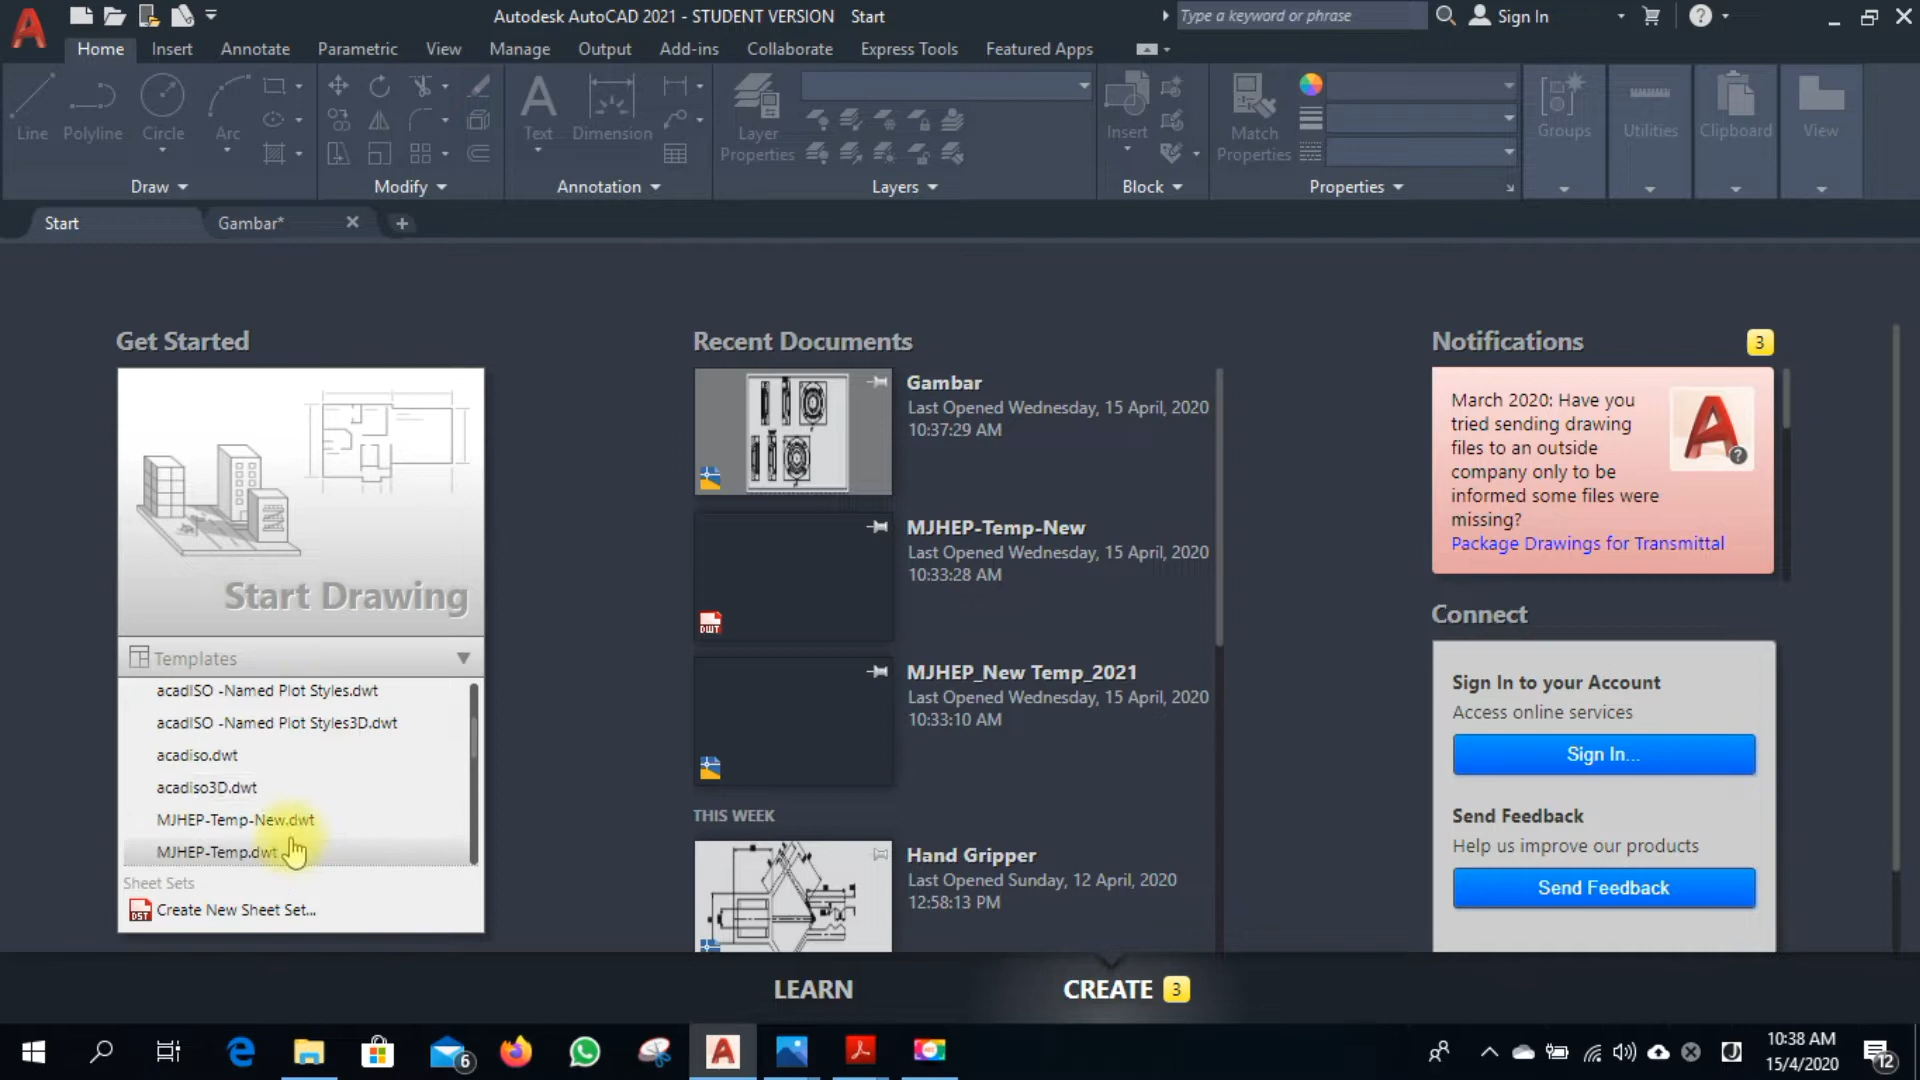 Autodesk AutoCAD 2021 - STUDENT VERSION Start
Type a keyword or phrase
Sign In
Home Insert Annotate Parametric View Manage Output Add-ins Collaborate Express Tools Featured Apps
Line Polyline Circle Arc
Text Dimension
Layer Properties
Insert
Match Properties
Groups Utilities Clipboard View
Draw Modify Annotation Layers Block Properties
Start Gambar*
Get Started
Start Drawing
Templates
acadISO -Named Plot Styles.dwt
acadISO -Named Plot Styles3D.dwt
acadiso.dwt
acadiso3D.dwt
MJHEP-Temp-New.dwt
MJHEP-Temp.dwt
Sheet Sets
DST
Create New Sheet Set...
Recent Documents
Gambar
Last Opened Wednesday, 15 April, 2020
10:37:29 AM
MJHEP-Temp-New
Last Opened Wednesday, 15 April, 2020
10:33:28 AM
DWT
MJHEP_New Temp_2021
Last Opened Wednesday, 15 April, 2020
10:33:10 AM
THIS WEEK
Hand Gripper
Last Opened Sunday, 12 April, 2020
12:58:13 PM
Notifications 3
March 2020: Have you
tried sending drawing
files to an outside
company only to be
informed some files were
missing?
Package Drawings for Transmittal
Connect
Sign In to your Account
Access online services
Sign In...
Send Feedback
Help us improve our products
Send Feedback
LEARN CREATE 3
6
10:38 AM
15/4/2020
12